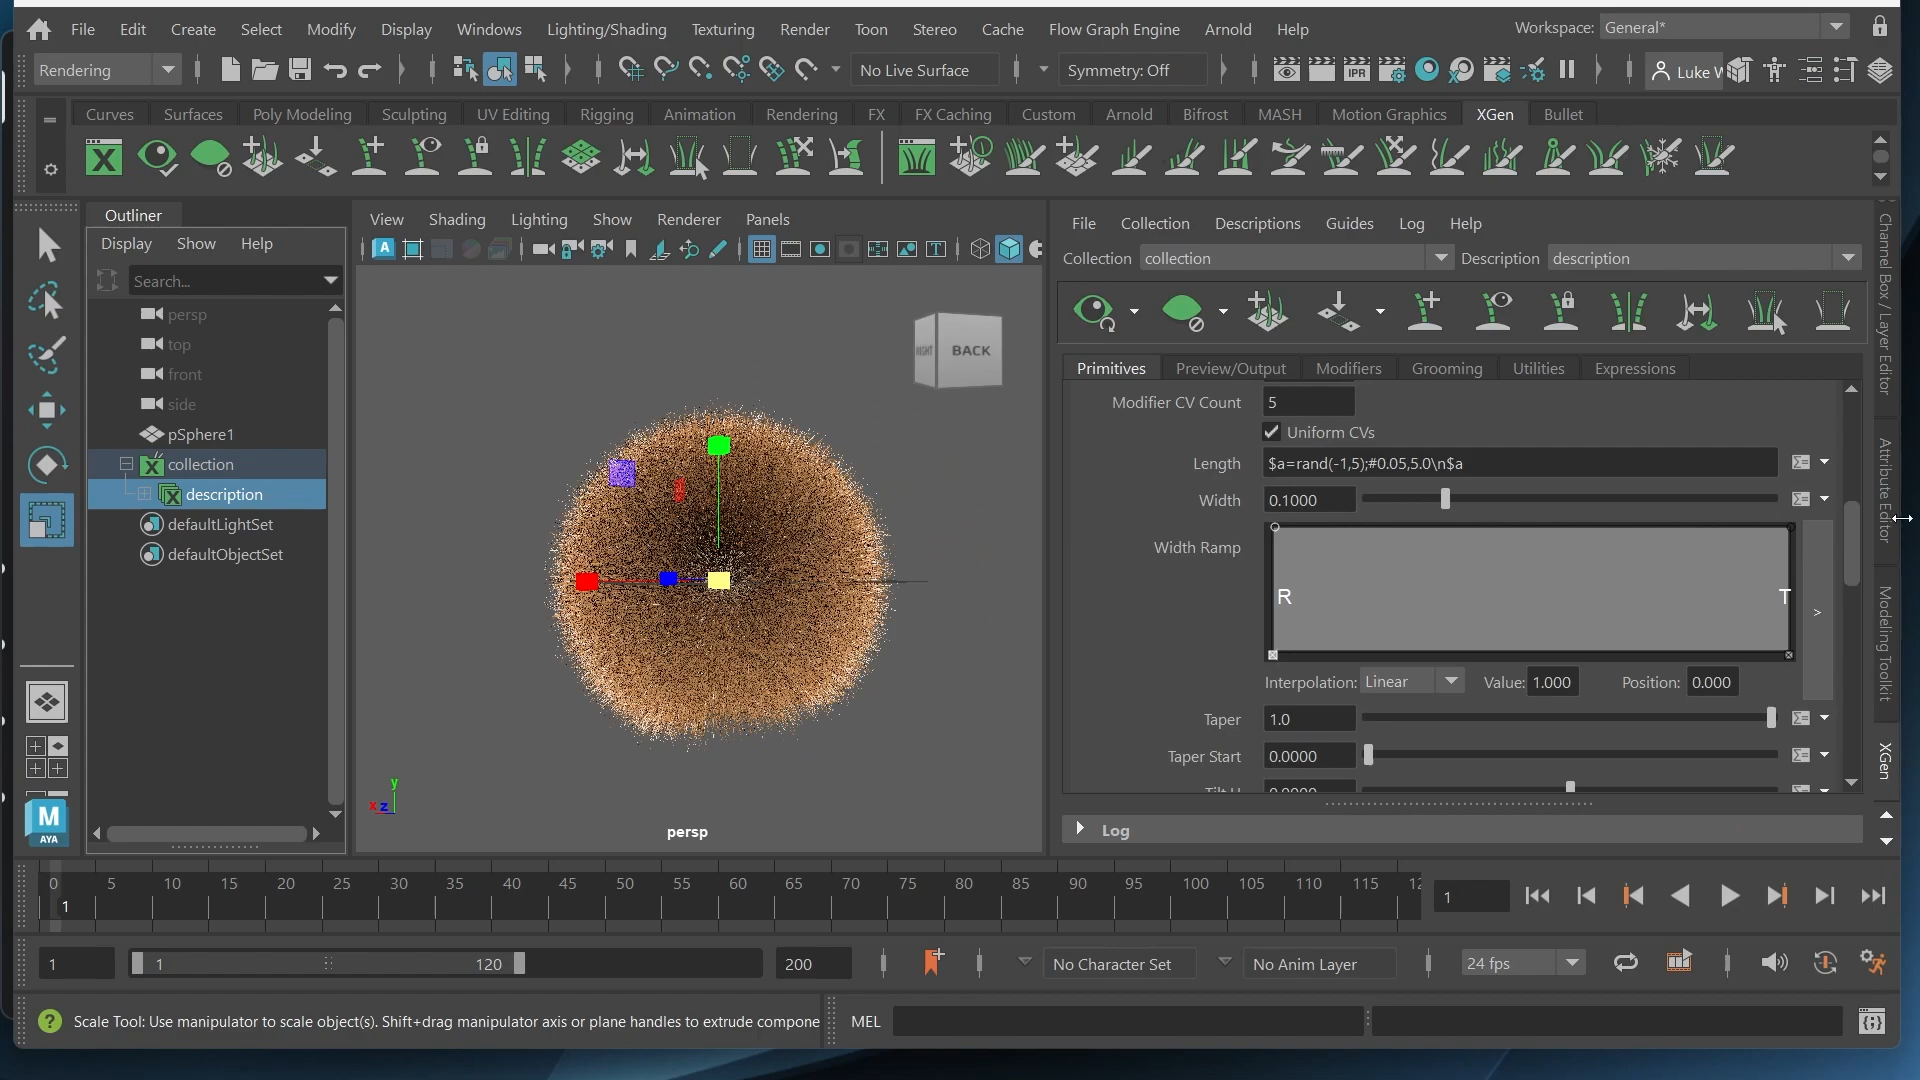 File Edit Create Select Modify Display Windows Lighting/Shading Texturing Render Toon Stereo Cache Flow Graph Engine Arnold Help Workspace: General*
Rendering No Live Surface Symmetry: Off IPR Luke
Curves Surfaces Poly Modeling Sculpting UV Editing Rigging Animation Rendering FX FX Caching Custom Arnold Bifrost MASH Motion Graphics XGen Bullet
Outliner
Display Show Help
Search...
persp
top
front
side
pSphere1
collection
description
defaultLightSet
defaultObjectSet
View Shading Lighting Show Renderer Panels
RIGHT BACK
y
x z
persp
File Collection Descriptions Guides Log Help
Collection collection Description description
Primitives Preview/Output Modifiers Grooming Utilities Expressions
Modifier CV Count 5
Uniform CVs
Length $a=rand(-1,5);#0.05,5.0\n$a
Width 0.1000
Width Ramp
R T
>
Interpolation: Linear Value: 1.000 Position: 0.000
Taper 1.0
Taper Start 0.0000
Log
Channel Box / Layer Editor
Attribute Editor
Modeling Toolkit
XGen
M
AYA
0 5 10 15 20 25 30 35 40 45 50 55 60 65 70 75 80 85 90 95 100 105 110 115
1
1
1 1 120 200 No Character Set No Anim Layer 24 fps
Scale Tool: Use manipulator to scale object(s). Shift+drag manipulator axis or plane handles to extrude compone
MEL